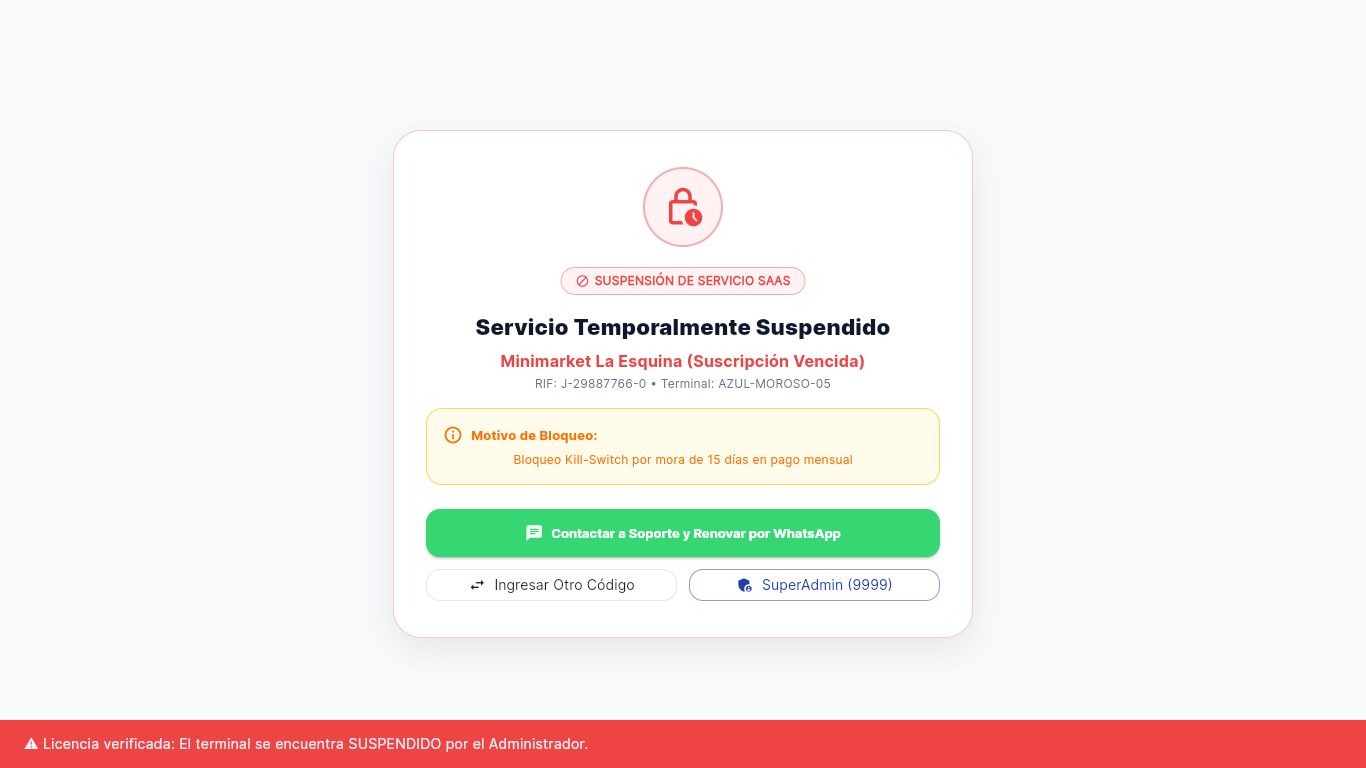 SUSPENSIÓN DE SERVICIO SAAS
Servicio Temporalmente Suspendido
Minimarket La Esquina (Suscripción Vencida)
RIF: J-29887766-0 • Terminal: AZUL-MOROSO-05
Motivo de Bloqueo:
Bloqueo Kill-Switch por mora de 15 días en pago mensual
Contactar a Soporte y Renovar por WhatsApp
Ingresar Otro Código
SuperAdmin (9999)
⚠ Licencia verificada: El terminal se encuentra SUSPENDIDO por el Administrador.